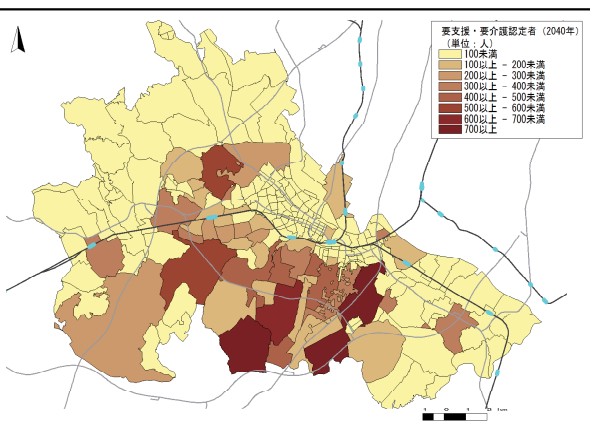 要支援・要介護認定者（2040年）
（単位：人）
100未満
100以上 － 200未満
200以上 － 300未満
300以上 － 400未満
400以上 － 500未満
500以上 － 600未満
600以上 － 700未満
700以上